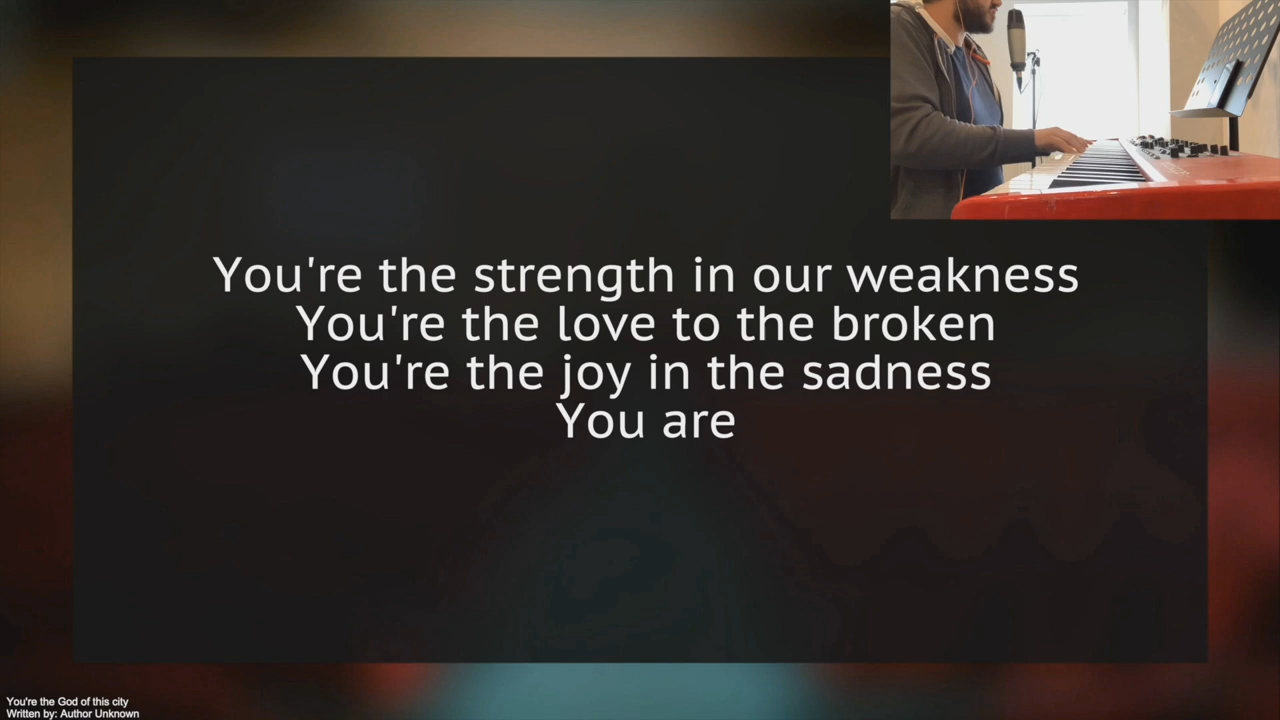 You're the strength in our weakness
You're the love to the broken
You're the joy in the sadness
You are
You're the God of this city
Written by: Author Unknown